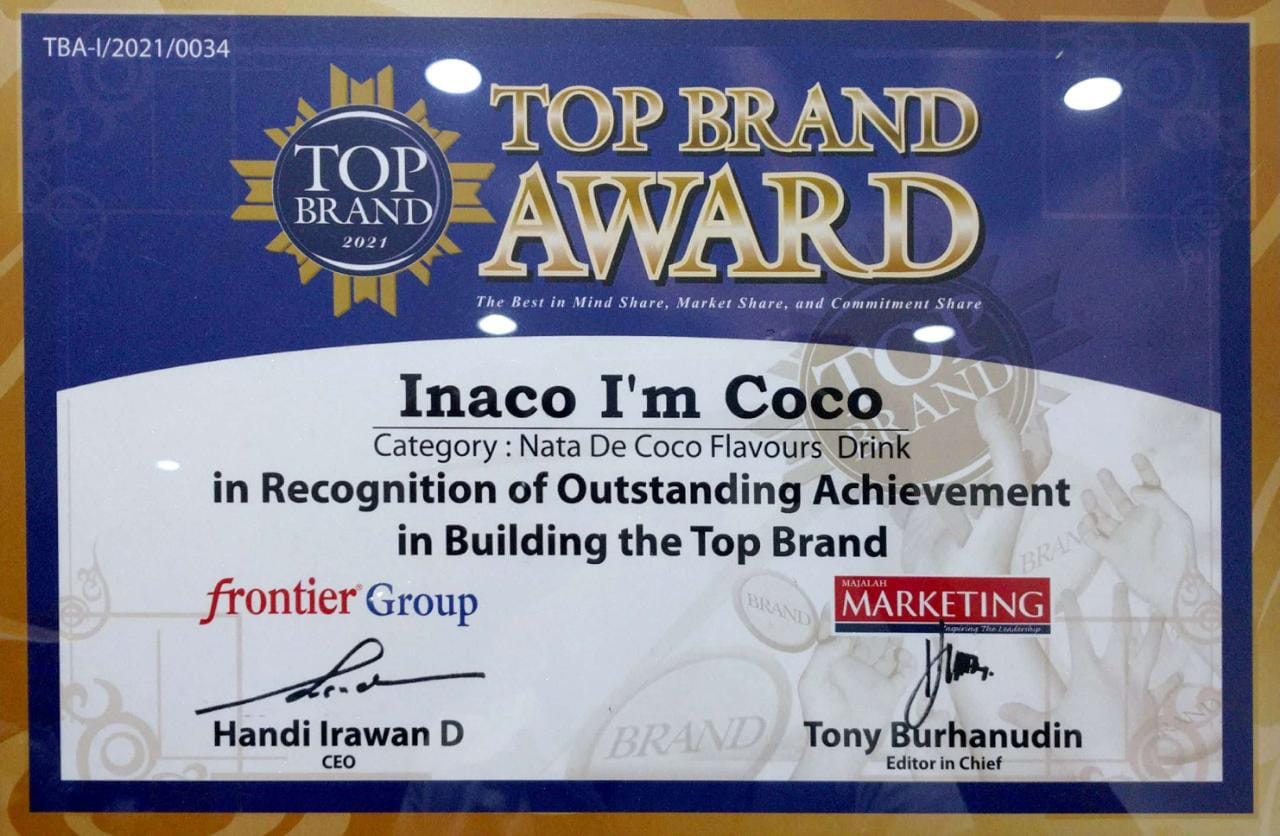 TBA-I/2021/0034
TOP
BRAND
2021
TOP BRAND
AWARD
The Best in Mind Share, Market Share, and Commitment Share
TOP
BRAND
Inaco I'm Coco
Category : Nata De Coco Flavours Drink
in Recognition of Outstanding Achievement
in Building the Top Brand
frontier® Group
MAJALAH
MARKETING
Inspiring The Leadership
BRAND
BRAN
BRAND
Handi Irawan D
CEO
Tony Burhanudin
Editor in Chief